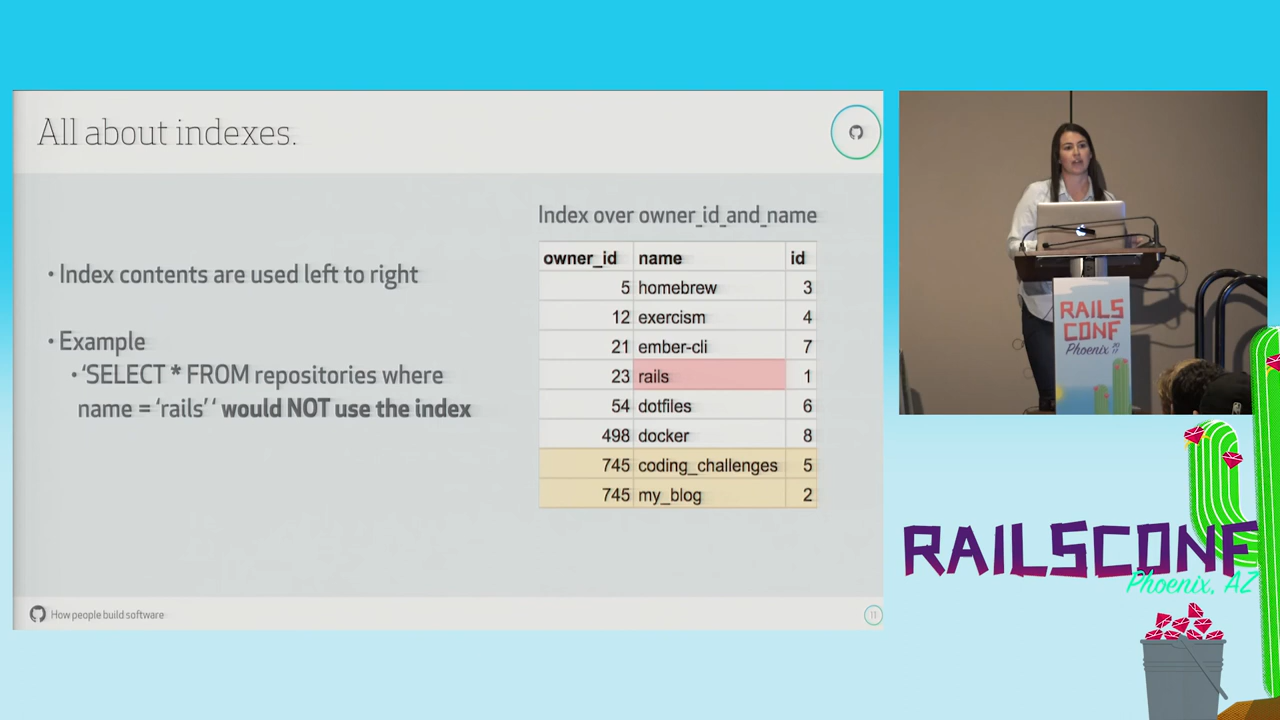 All about indexes.
• Index contents are used left to right
• Example
• ‘SELECT * FROM repositories where
name = ‘rails’ ‘ would NOT use the index
Index over owner_id_and_name
owner_id name id
5 homebrew 3
12 exercism 4
21 ember-cli 7
23 rails 1
54 dotfiles 6
498 docker 8
745 coding_challenges 5
745 my_blog 2
How people build software
11
RAILS
CONF
Phoenix 2017
RAILSCONF
Phoenix, AZ